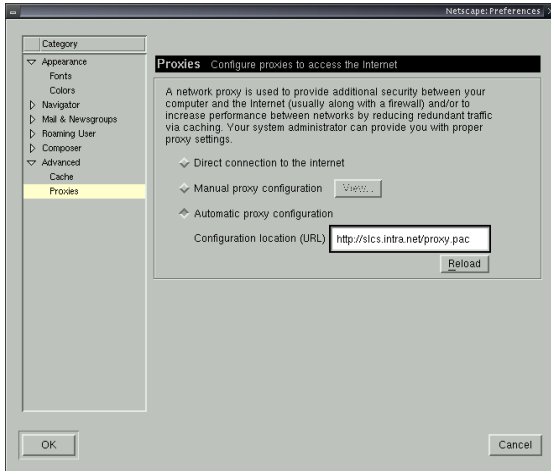 Netscape: Preferences
Category
Appearance
Fonts
Colors
Navigator
Mail & Newsgroups
Roaming User
Composer
Advanced
Cache
Proxies
Proxies Configure proxies to access the Internet
A network proxy is used to provide additional security between your
computer and the Internet (usually along with a firewall) and/or to
increase performance between networks by reducing redundant traffic
via caching. Your system administrator can provide you with proper
proxy settings.
Direct connection to the internet
Manual proxy configuration View...
Automatic proxy configuration
Configuration location (URL) http://slcs.intra.net/proxy.pac
Reload
OK
Cancel